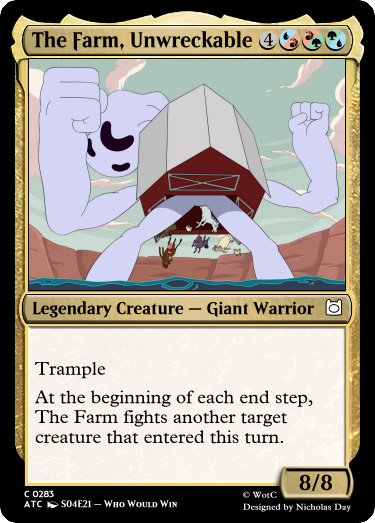 The Farm, Unwreckable 4
Legendary Creature — Giant Warrior
Trample
At the beginning of each end step,
The Farm fights another target
creature that entered this turn.
8/8
C 0283
ATC S04E21 – Who Would Win
© WotC
Designed by Nicholas Day